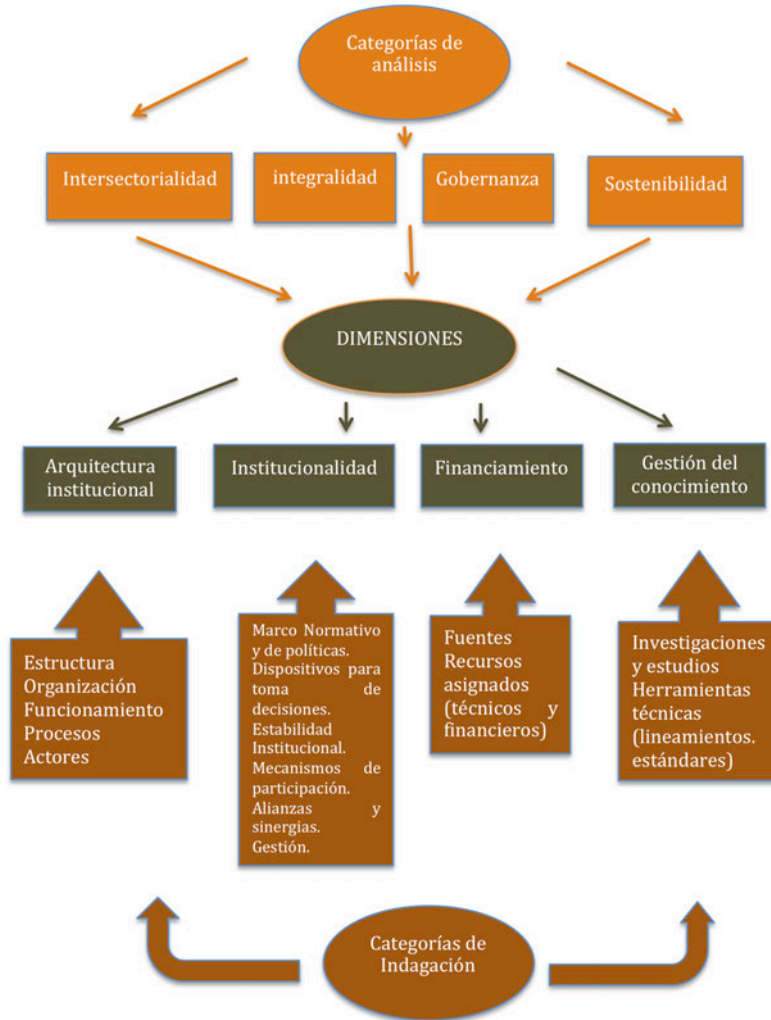 Categorías de
análisis
Intersectorialidad
integralidad
Gobernanza
Sostenibilidad
DIMENSIONES
Arquitectura
institucional
Institucionalidad
Financiamiento
Gestión del
conocimiento
Estructura
Organización
Funcionamiento
Procesos
Actores
Marco Normativo
y de políticas.
Dispositivos para
toma de
decisiones.
Estabilidad
Institucional.
Mecanismos de
participación.
Alianzas y
sinergias.
Gestión.
Fuentes
Recursos
asignados
(técnicos y
financieros)
Investigaciones
y estudios
Herramientas
técnicas
(lineamientos.
estándares)
Categorías de
Indagación